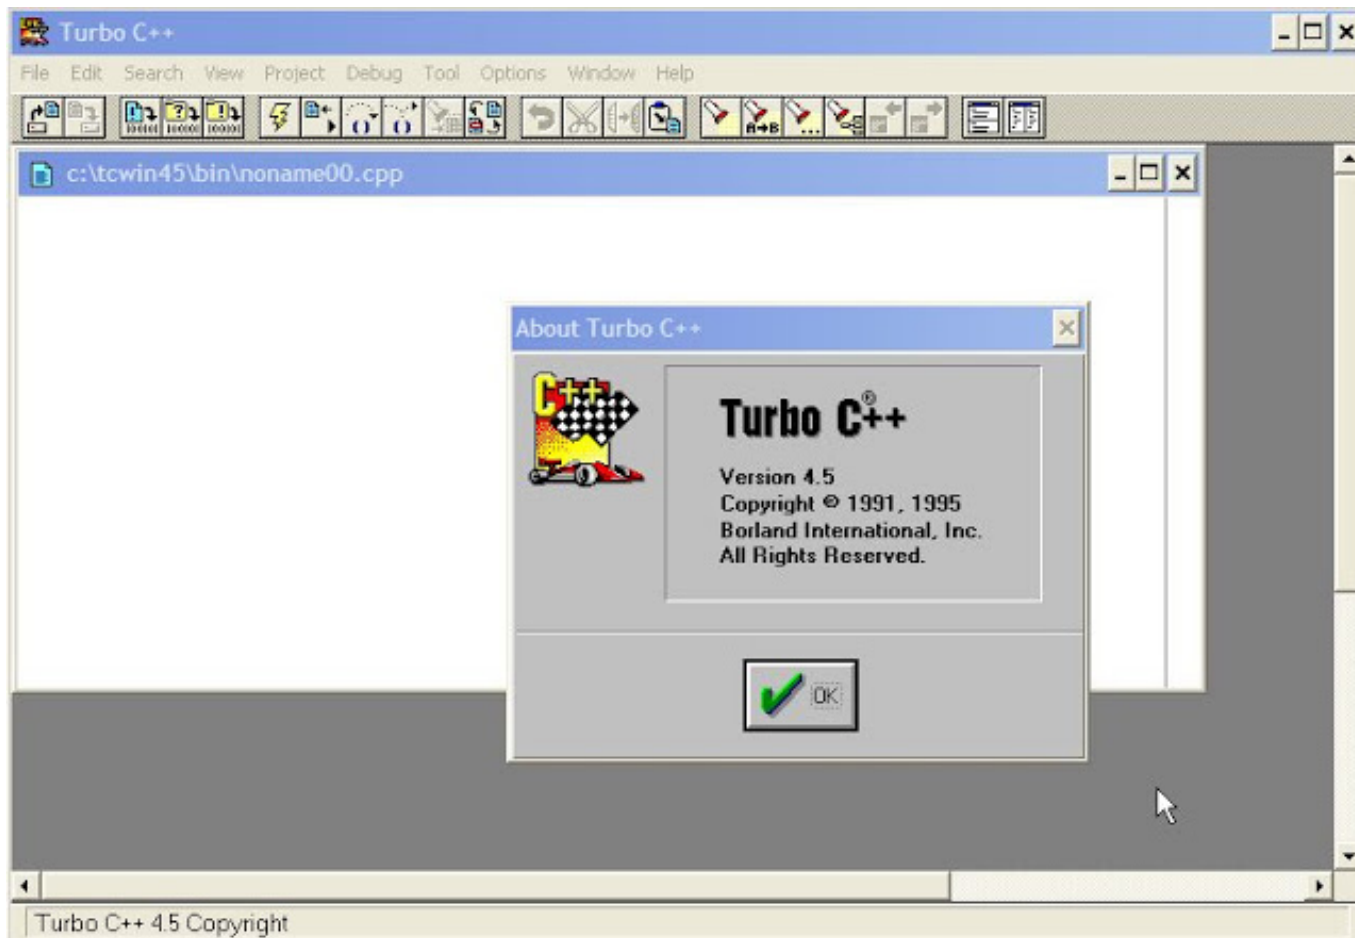 Turbo C++
File Edit Search View Project Debug Tool Options Window Help
c:\tcwin45\bin\noname00.cpp
About Turbo C++
C++
Turbo C®++
Version 4.5
Copyright © 1991, 1995
Borland International, Inc.
All Rights Reserved.
OK
Turbo C++ 4.5 Copyright